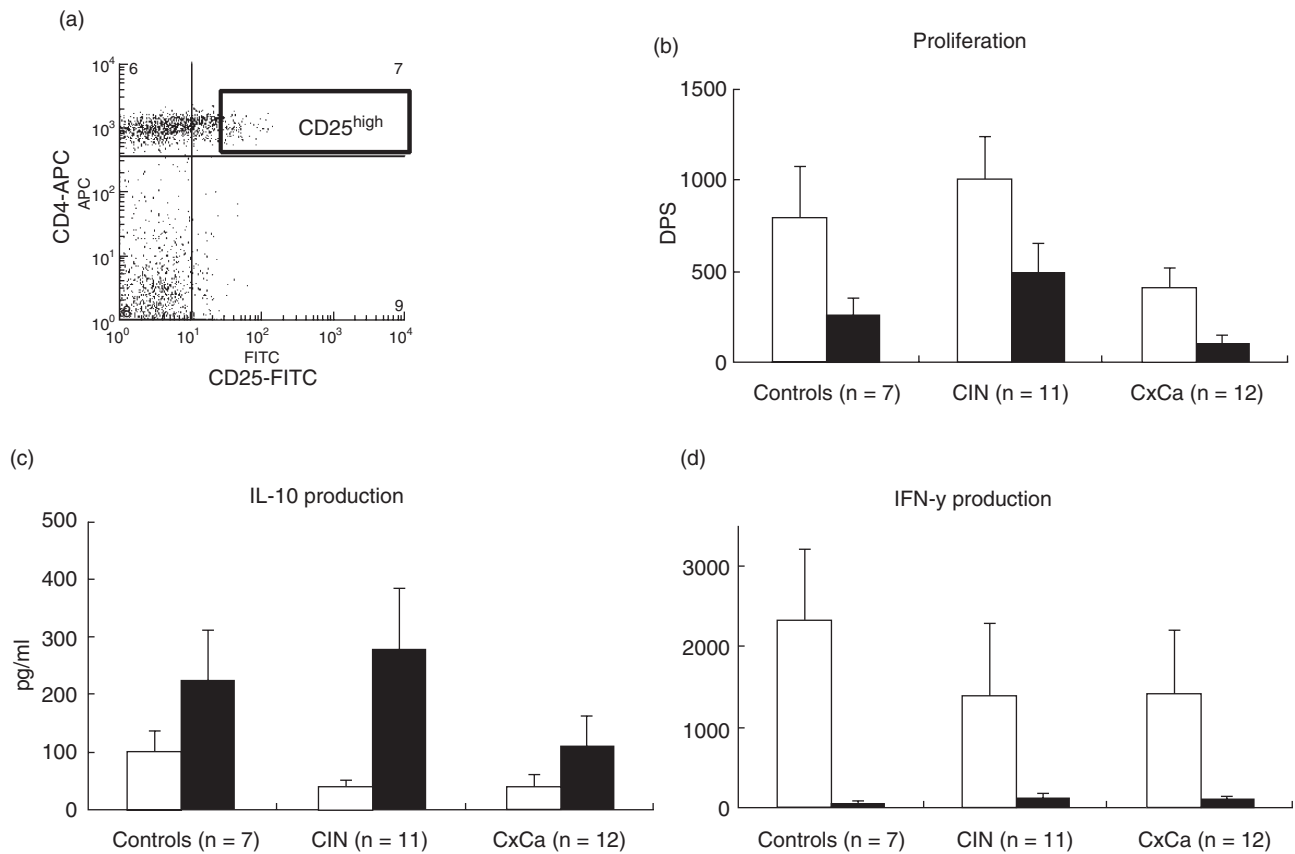 (a)
10⁴
6
7
10³
CD25ʰⁱᵍʰ
CD4-APC
APC
10²
10¹
10⁰
8
9
10⁰ 10¹ 10² 10³ 10⁴
FITC
CD25-FITC
(b)
Proliferation
1500
1000
DPS
500
0
Controls (n = 7) CIN (n = 11) CxCa (n = 12)
(c)
IL-10 production
500
400
300
pg/ml
200
100
0
Controls (n = 7) CIN (n = 11) CxCa (n = 12)
(d)
IFN-y production
3000
2000
1000
0
Controls (n = 7) CIN (n = 11) CxCa (n = 12)